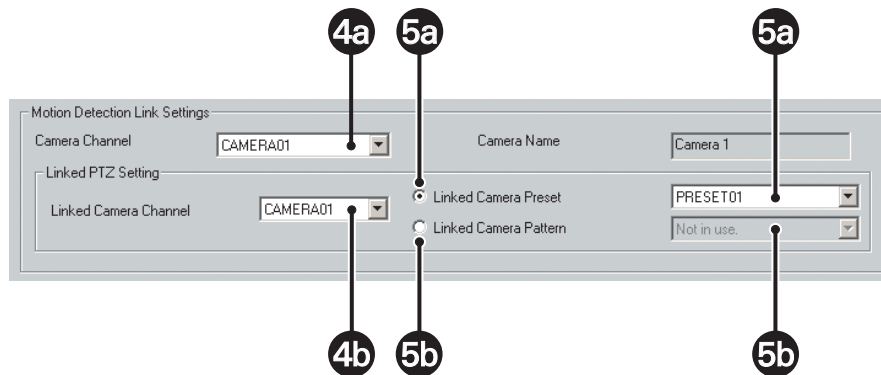 4a 5a 5a
Motion Detection Link Settings
Camera Channel CAMERA01 Camera Name Camera 1
Linked PTZ Setting
Linked Camera Channel CAMERA01 Linked Camera Preset PRESET01
Linked Camera Pattern Not in use.
4b 5b 5b